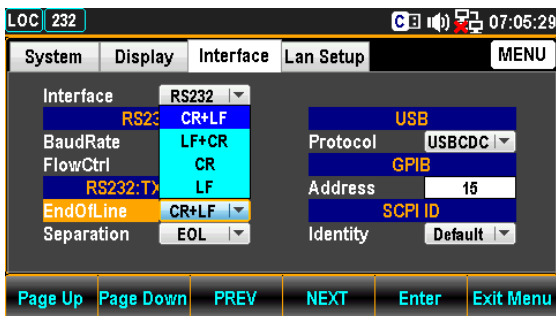 LOC 232 C 07:05:29
System Display Interface Lan Setup MENU
Interface RS232
RS23 CR+LF USB
BaudRate LF+CR Protocol USBCDC
FlowCtrl CR GPIB
RS232:TX LF Address 15
EndOfLine CR+LF SCPI ID
Separation EOL Identity Default
Page Up Page Down PREV NEXT Enter Exit Menu